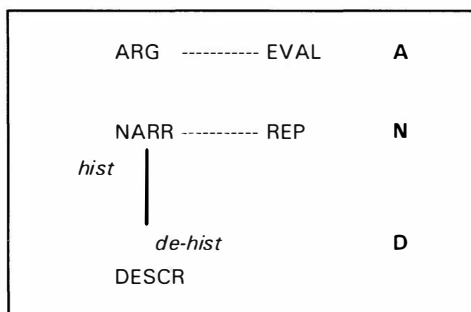 ARG ---------- EVAL A
NARR ---------- REP N
hist
de-hist D
DESCR